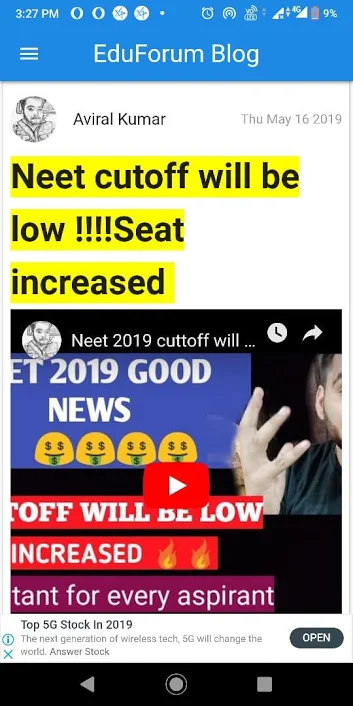 3:27 PM
4G
9%
EduForum Blog
Aviral Kumar
Thu May 16 2019
Neet cutoff will be
low !!!!Seat
increased
Neet 2019 cuttoff will ...
ET 2019 GOOD
NEWS
TOFF WILL BE LOW
INCREASED
tant for every aspirant
Top 5G Stock In 2019
The next generation of wireless tech, 5G will change the
world. Answer Stock
OPEN